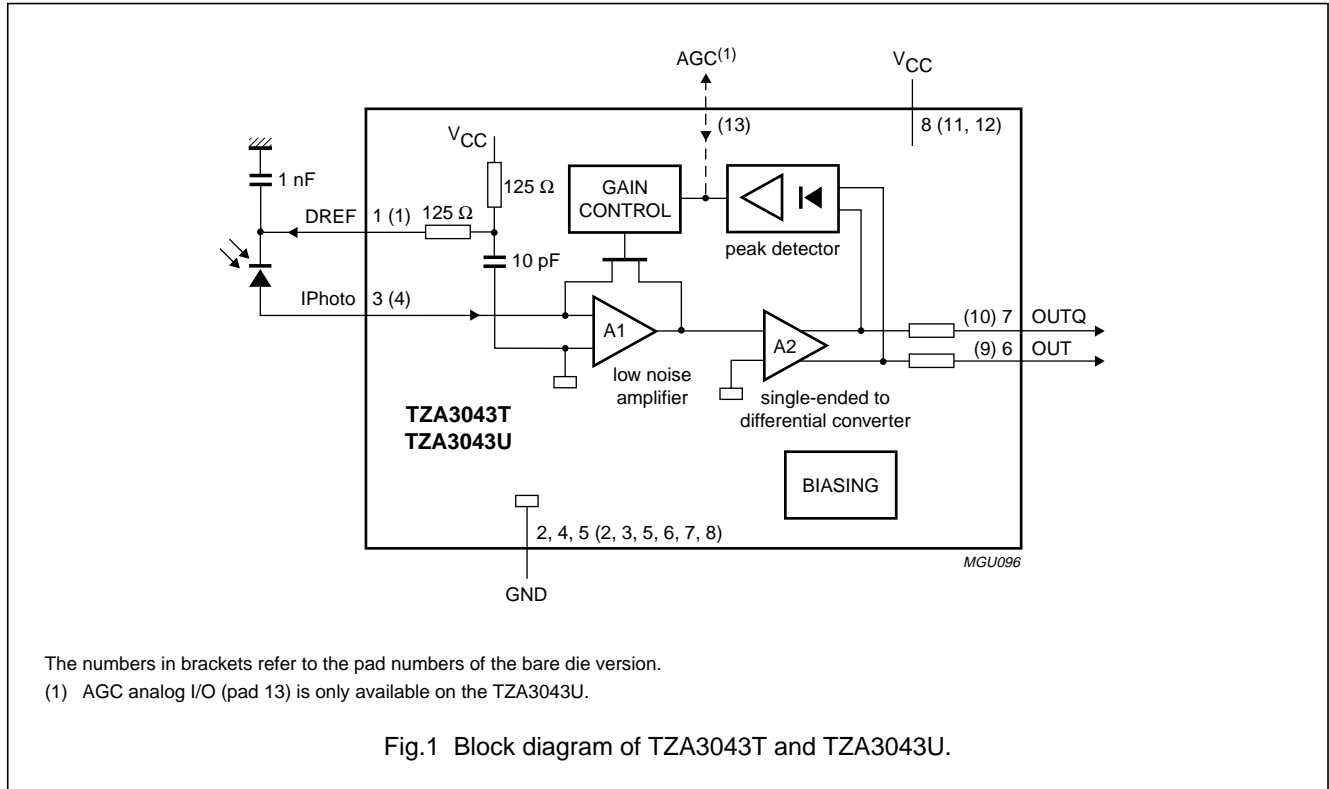 AGC(1)
VCC
(13)
8 (11, 12)
VCC
1 nF
125 Ω
GAIN
CONTROL
DREF
1 (1)
125 Ω
peak detector
10 pF
IPhoto
3 (4)
A1
A2
(10) 7
OUTQ
(9) 6
OUT
low noise
amplifier
single-ended to
differential converter
TZA3043T
TZA3043U
BIASING
2, 4, 5 (2, 3, 5, 6, 7, 8)
MGU096
GND
The numbers in brackets refer to the pad numbers of the bare die version.
(1) AGC analog I/O (pad 13) is only available on the TZA3043U.
Fig.1 Block diagram of TZA3043T and TZA3043U.